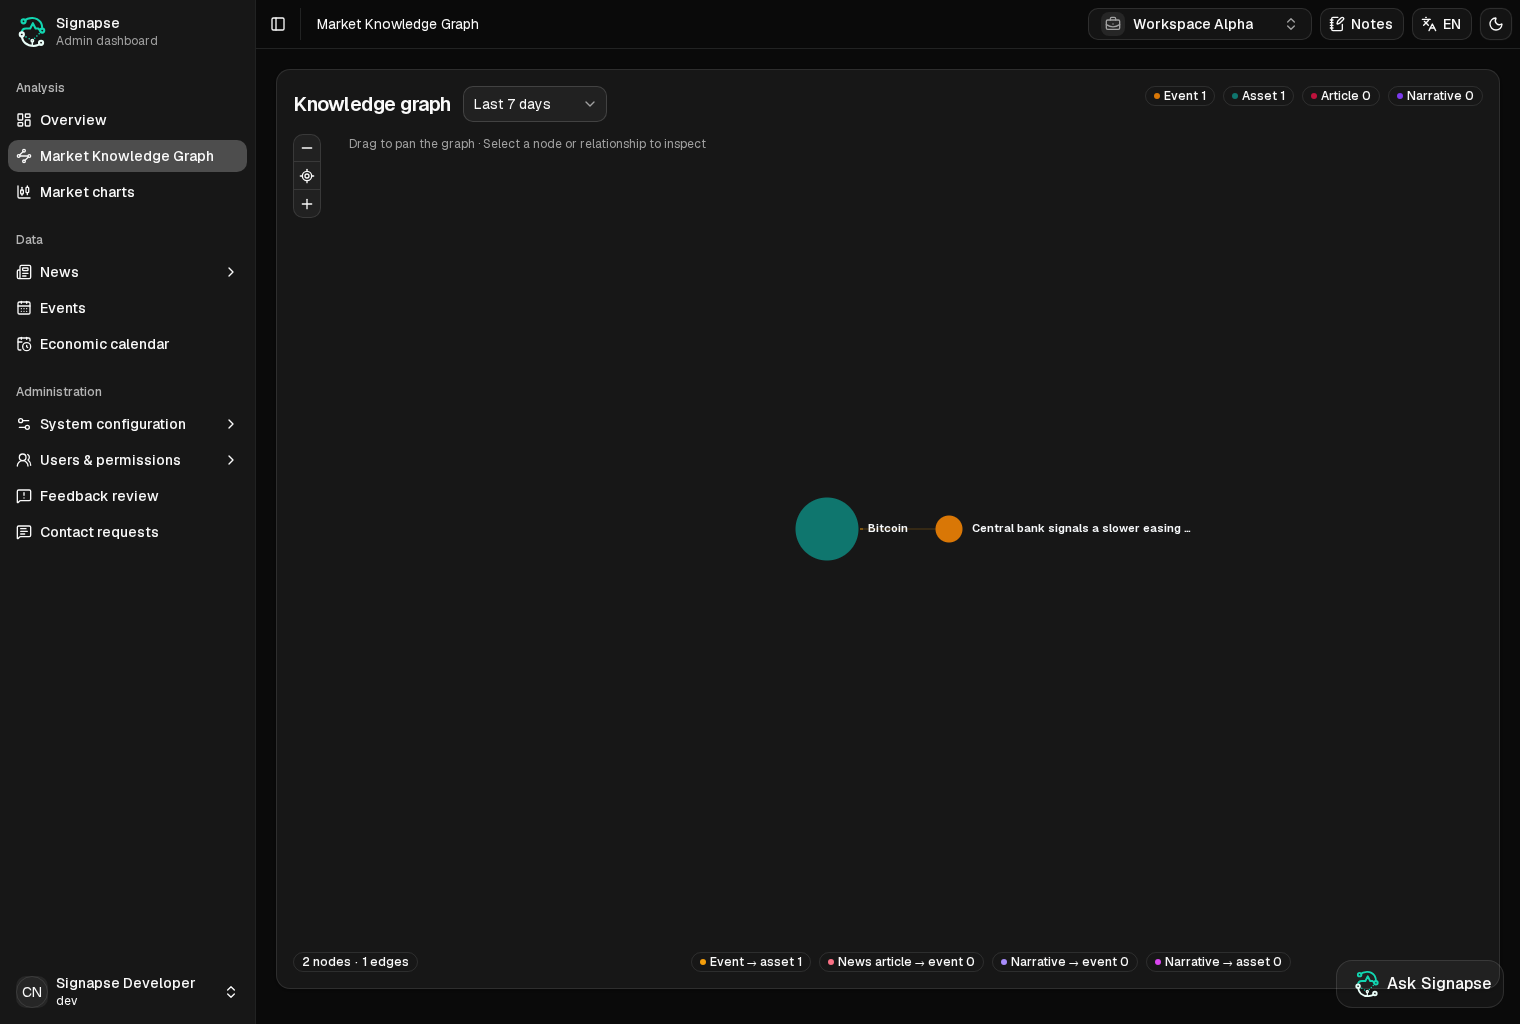 Signapse
Admin dashboard
Analysis
Overview
Market Knowledge Graph
Market charts
Data
News
Events
Economic calendar
Administration
System configuration
Users & permissions
Feedback review
Contact requests
CN
Signapse Developer
dev
Market Knowledge Graph
Workspace Alpha
Notes
EN
Knowledge graph
Last 7 days
Event 1
Asset 1
Article 0
Narrative 0
Drag to pan the graph · Select a node or relationship to inspect
Bitcoin
Central bank signals a slower easing …
2 nodes · 1 edges
Event → asset 1
News article → event 0
Narrative → event 0
Narrative → asset 0
Ask Signapse